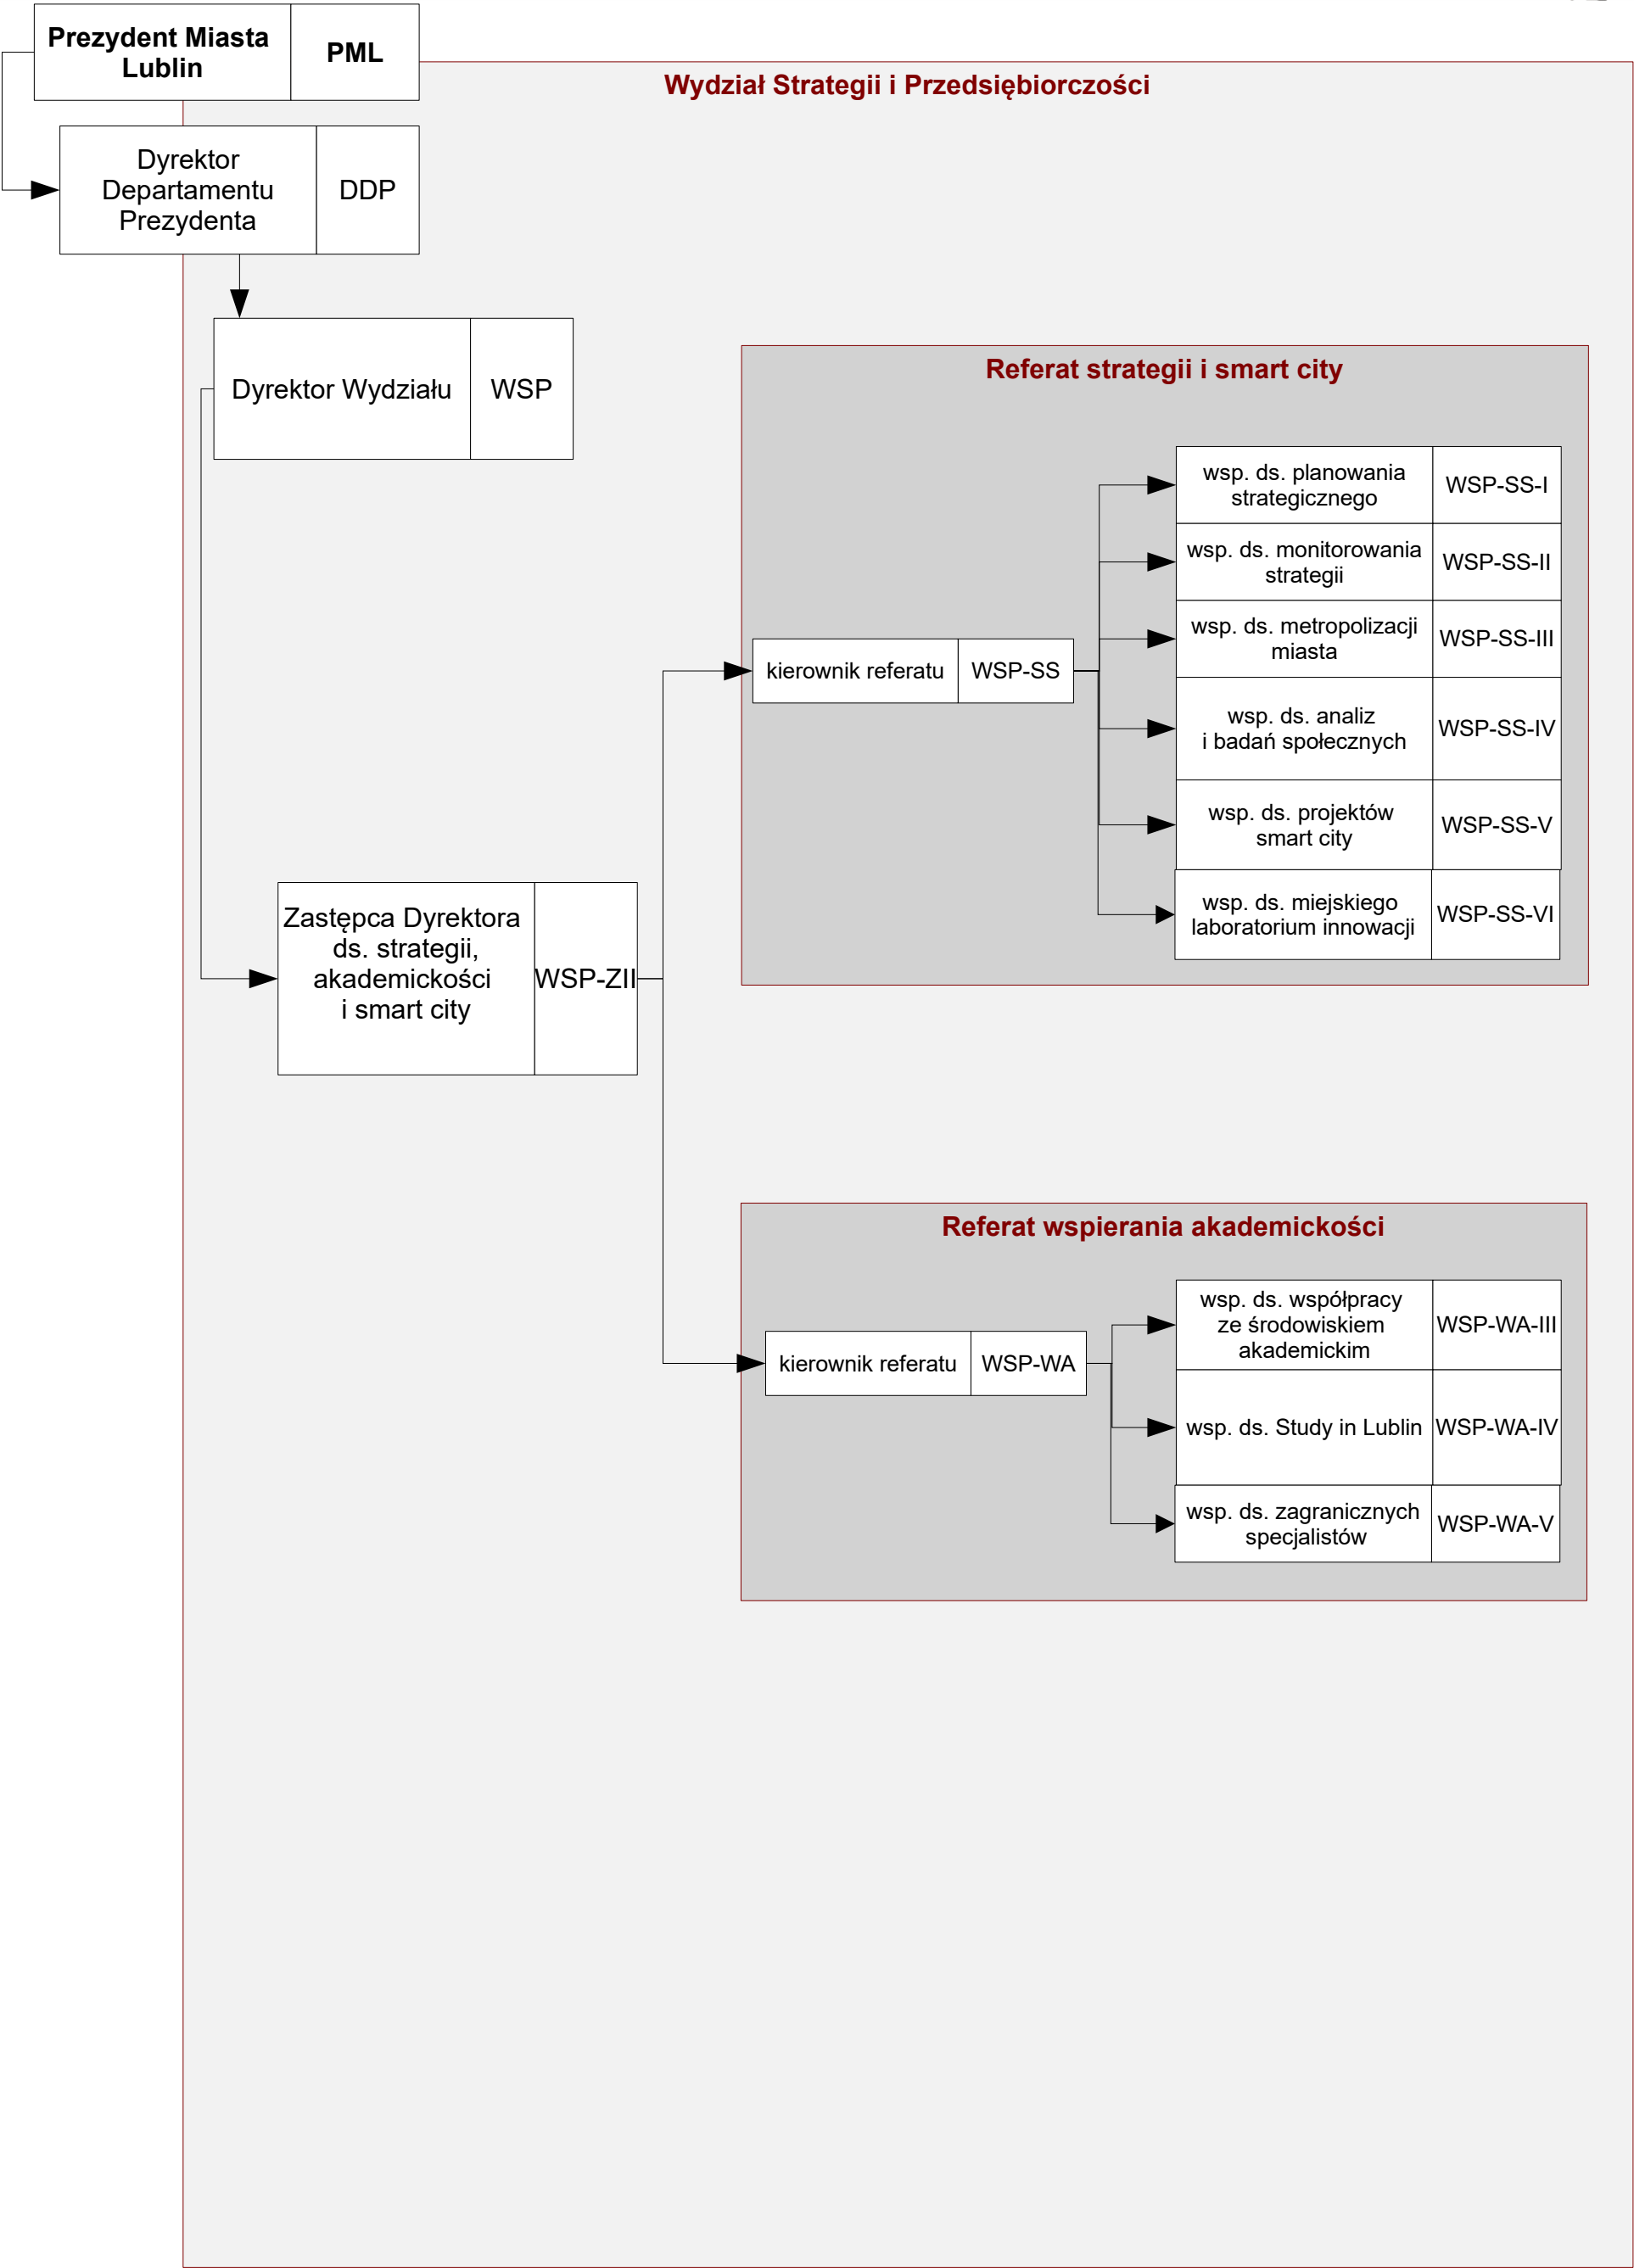 Prezydent Miasta
Lublin
PML
Wydział Strategii i Przedsiębiorczości
Dyrektor
Departamentu
Prezydenta
DDP
Dyrektor Wydziału
WSP
Referat strategii i smart city
wsp. ds. planowania
strategicznego
WSP-SS-I
wsp. ds. monitorowania
strategii
WSP-SS-II
wsp. ds. metropolizacji
miasta
WSP-SS-III
kierownik referatu
WSP-SS
wsp. ds. analiz
i badań społecznych
WSP-SS-IV
wsp. ds. projektów
smart city
WSP-SS-V
wsp. ds. miejskiego
laboratorium innowacji
WSP-SS-VI
Zastępca Dyrektora
ds. strategii,
akademickości
i smart city
WSP-ZII
Referat wspierania akademickości
wsp. ds. współpracy
ze środowiskiem
akademickim
WSP-WA-III
kierownik referatu
WSP-WA
wsp. ds. Study in Lublin
WSP-WA-IV
wsp. ds. zagranicznych
specjalistów
WSP-WA-V